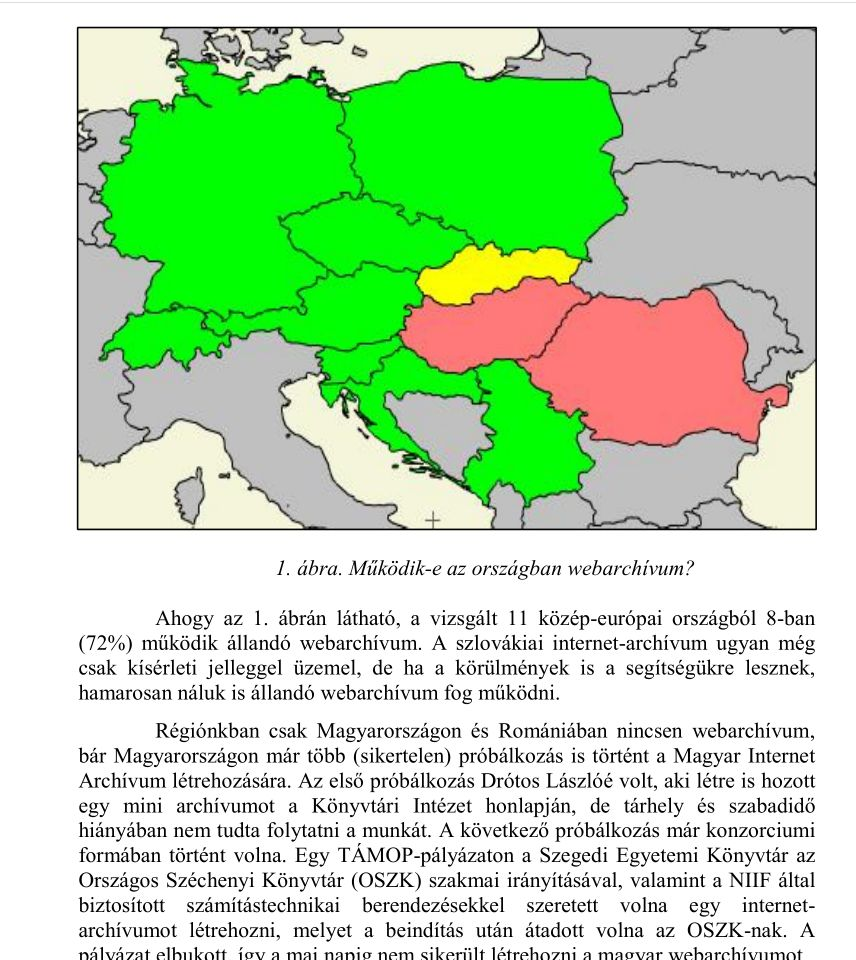 1. ábra. Működik-e az országban webarchívum?
Ahogy az 1. ábrán látható, a vizsgált 11 közép-európai országból 8-ban
(72%) működik állandó webarchívum. A szlovákiai internet-archívum ugyan még
csak kísérleti jelleggel üzemel, de ha a körülmények is a segítségükre lesznek,
hamarosan náluk is állandó webarchívum fog működni.
Régiónkban csak Magyarországon és Romániában nincsen webarchívum,
bár Magyarországon már több (sikertelen) próbálkozás is történt a Magyar Internet
Archívum létrehozására. Az első próbálkozás Drótos Lászlóé volt, aki létre is hozott
egy mini archívumot a Könyvtári Intézet honlapján, de tárhely és szabadidő
hiányában nem tudta folytatni a munkát. A következő próbálkozás már konzorciumi
formában történt volna. Egy TÁMOP-pályázaton a Szegedi Egyetemi Könyvtár az
Országos Széchenyi Könyvtár (OSZK) szakmai irányításával, valamint a NIIF által
biztosított számítástechnikai berendezésekkel szeretett volna egy internet-
archívumot létrehozni, melyet a beindítás után átadott volna az OSZK-nak. A
pályázat elbukott, így a mai napig nem sikerült létrehozni a magyar webarchívumot.